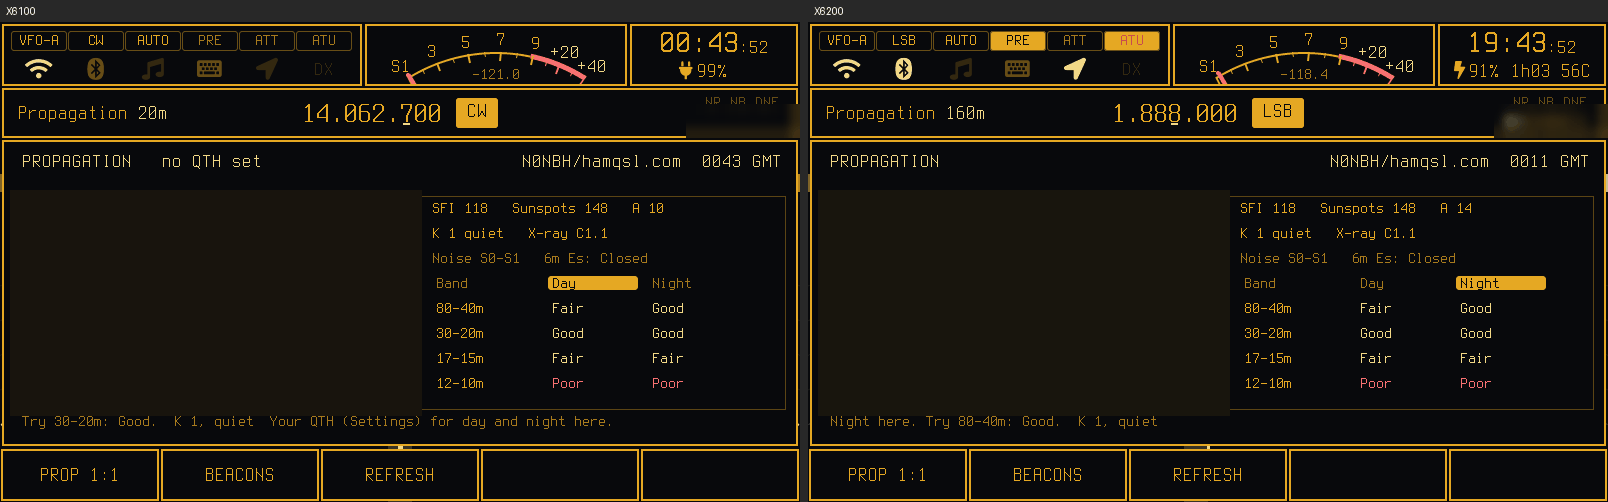 X6100
VFO-A CW AUTO PRE ATT ATU
DX
S1 3 5 7 9 +20 +40
-121.0
00:43:52
99%
Propagation 20m 14.062.700 CW
NR NB DNF
PROPAGATION no QTH set N0NBH/hamqsl.com 0043 GMT
SFI 118 Sunspots 148 A 10
K 1 quiet X-ray C1.1
Noise S0-S1 6m Es: Closed
Band Day Night
80-40m Fair Good
30-20m Good Good
17-15m Fair Fair
12-10m Poor Poor
Try 30-20m: Good. K 1, quiet Your QTH (Settings) for day and night here.
PROP 1:1 BEACONS REFRESH
X6200
VFO-A LSB AUTO PRE ATT ATU
DX
S1 3 5 7 9 +20 +40
-118.4
19:43:52
91% 1h03 56C
Propagation 160m 1.888.000 LSB
NR NB DNF
PROPAGATION N0NBH/hamqsl.com 0011 GMT
SFI 118 Sunspots 148 A 14
K 1 quiet X-ray C1.1
Noise S0-S1 6m Es: Closed
Band Day Night
80-40m Fair Good
30-20m Good Good
17-15m Fair Fair
12-10m Poor Poor
Night here. Try 80-40m: Good. K 1, quiet
PROP 1:1 BEACONS REFRESH